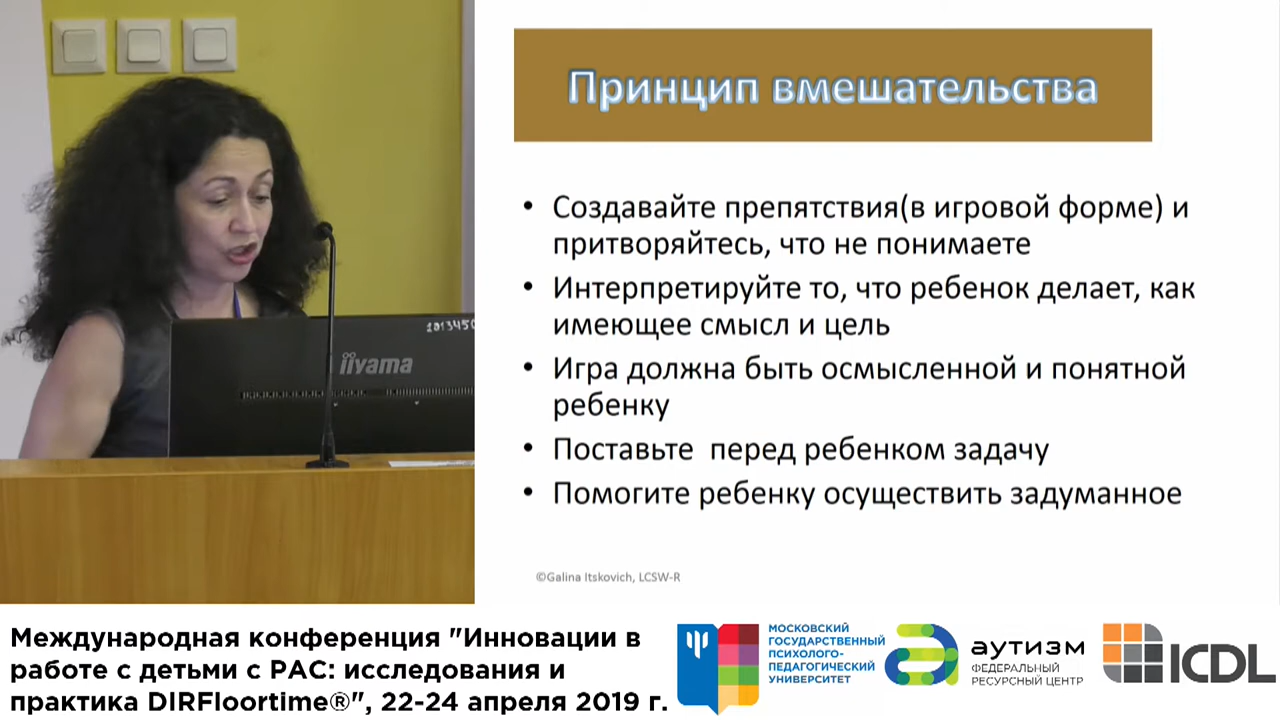 Принцип вмешательства
• Создавайте препятствия(в игровой форме) и
притворяйтесь, что не понимаете
• Интерпретируйте то, что ребенок делает, как
имеющее смысл и цель
• Игра должна быть осмысленной и понятной
ребенку
• Поставьте  перед ребенком задачу
• Помогите ребенку осуществить задуманное
©Galina Itskovich, LCSW-R
iiyama
Международная конференция "Инновации в
работе с детьми с РАС: исследования и
практика DIRFloortime®", 22-24 апреля 2019 г.
МОСКОВСКИЙ
ГОСУДАРСТВЕННЫЙ
ПСИХОЛОГО-
ПЕДАГОГИЧЕСКИЙ
УНИВЕРСИТЕТ
аутизм
ФЕДЕРАЛЬНЫЙ
РЕСУРСНЫЙ ЦЕНТР
ICDL